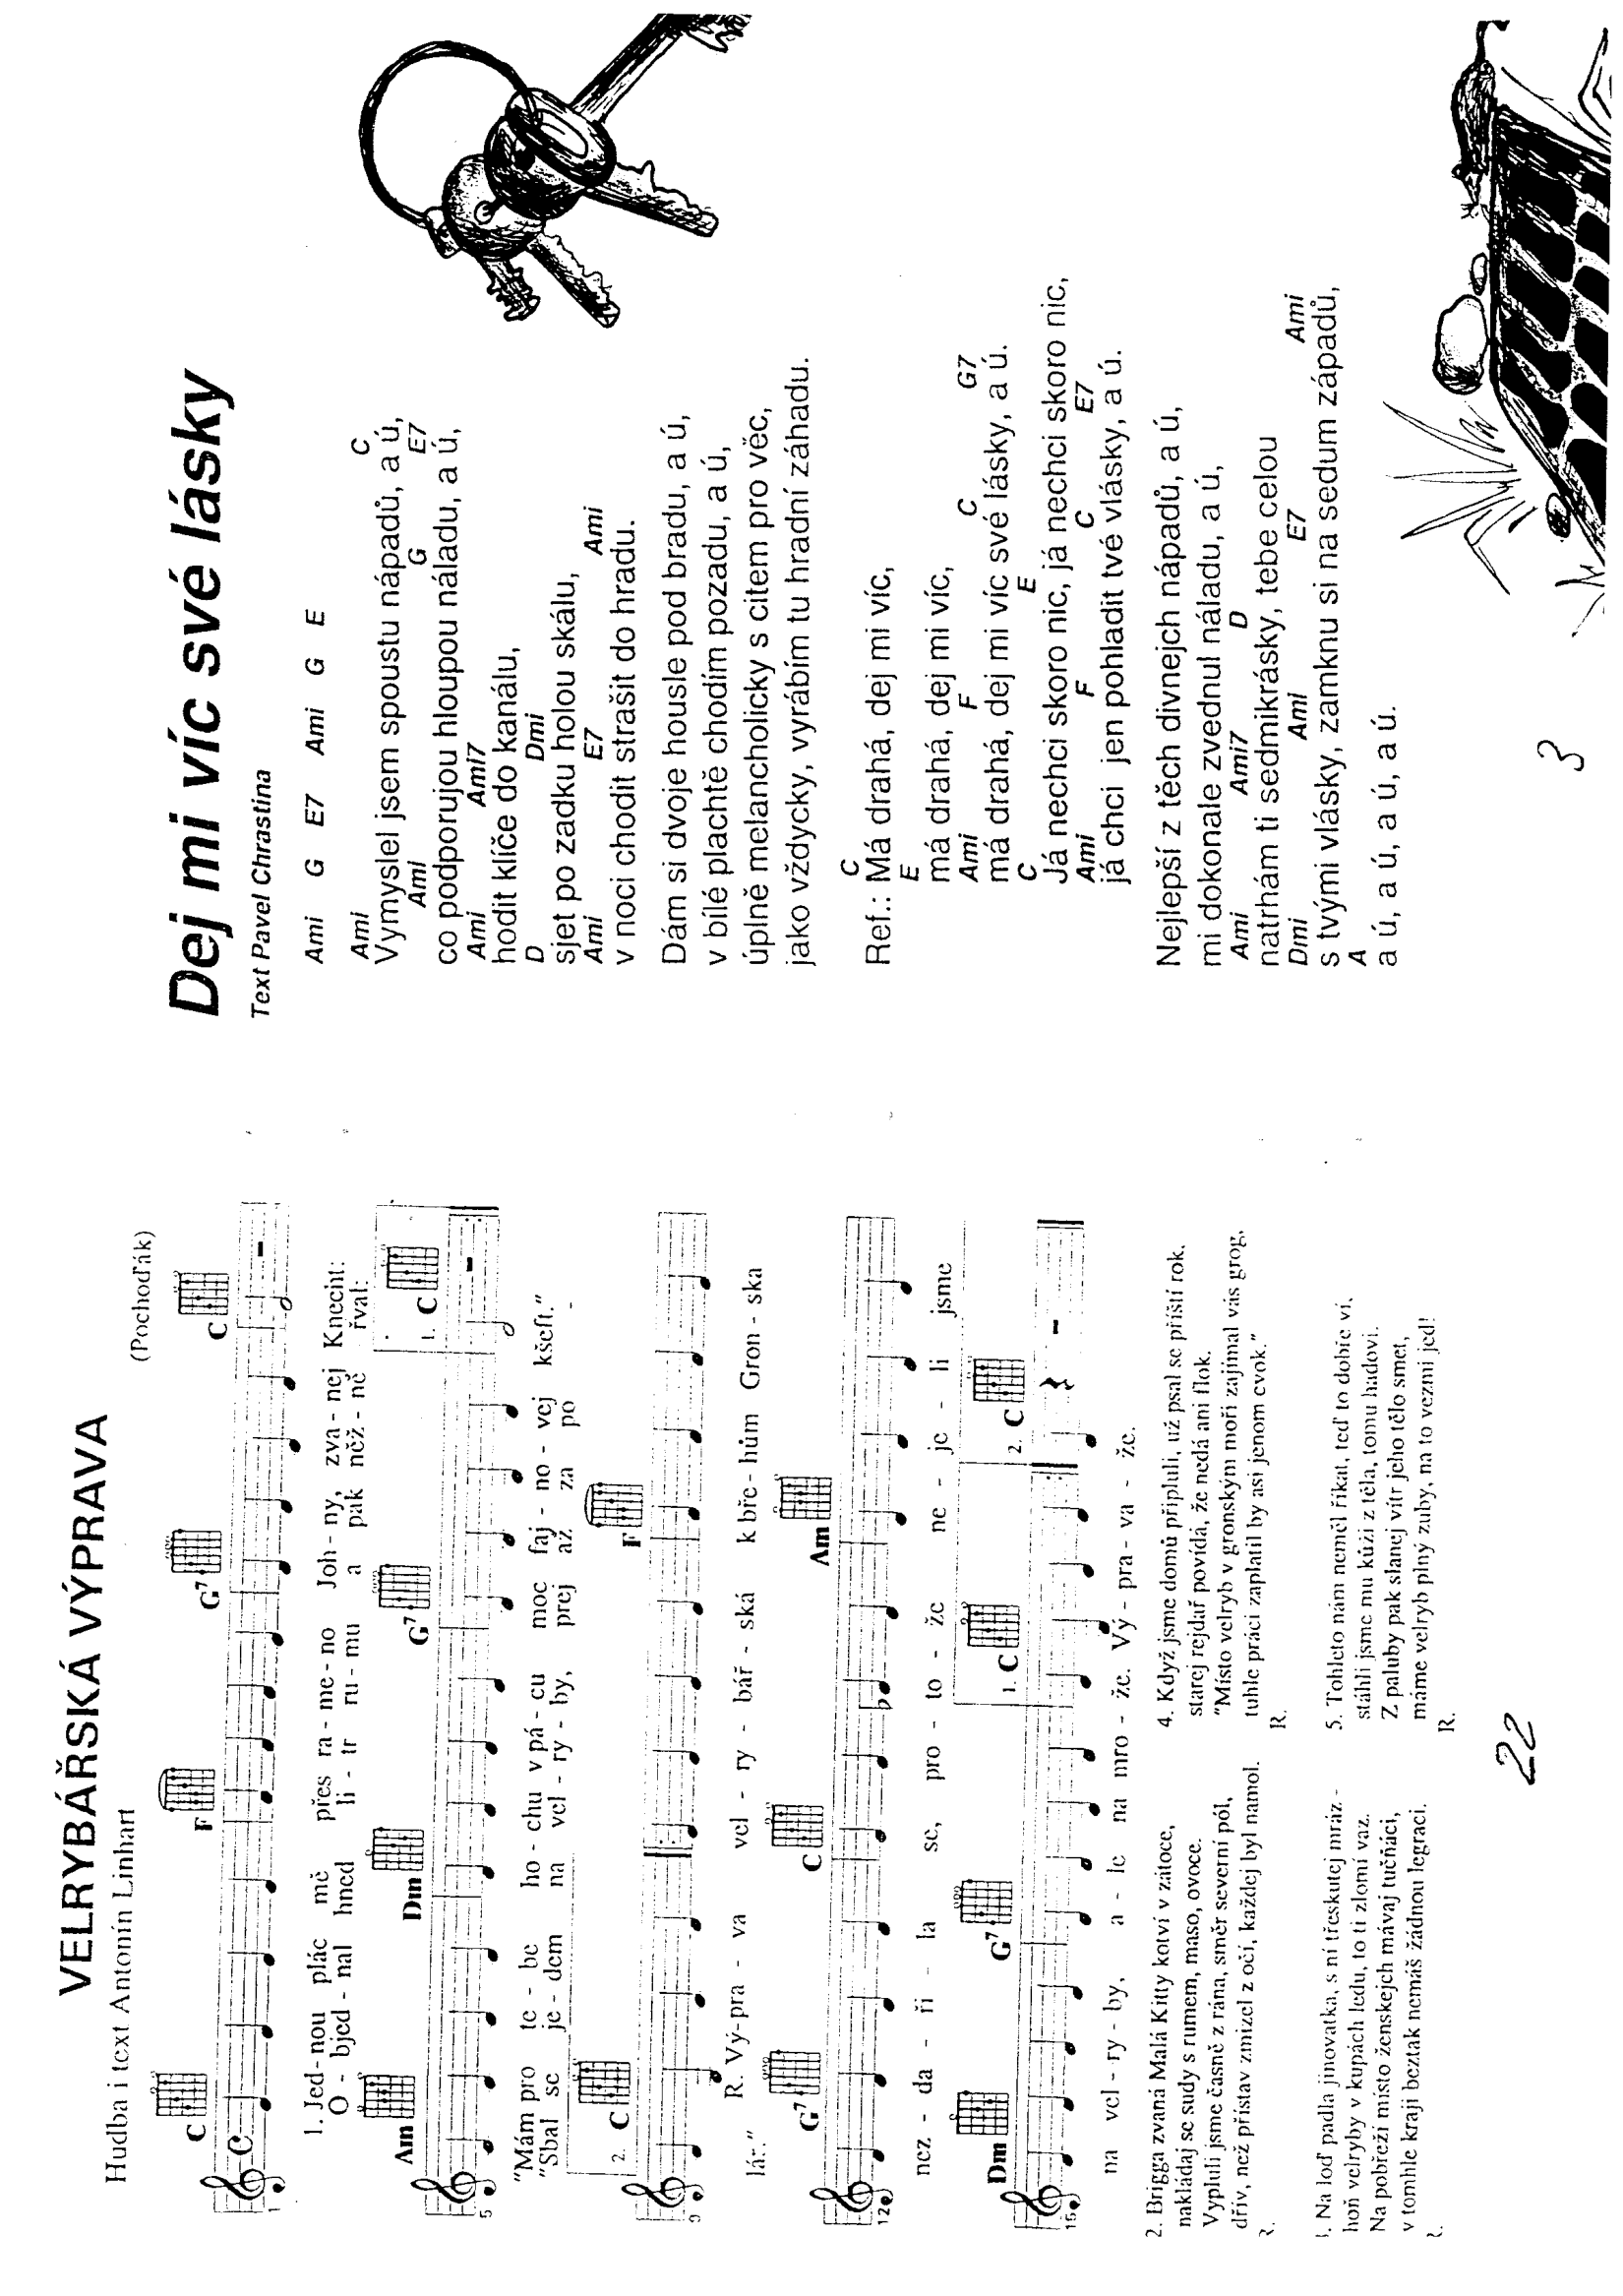 VELRYBÁŘSKÁ VÝPRAVA
Hudba i text Antonín Linhart
(Pochoďák)
C F G7 C
1
1. Jed-nou plác mě přes ra-me-no Joh-ny, zva-nej Knecht:
O-bjed-nal hned li-tr ru-mu a pak něž-ně řval:
Am Dm G7 1. C
5
"Mám pro te-be ho-chu v pá-cu moc faj-no-vej kšeft."
"Sbal se je-dem na vel-ry-by, prej až za po
2. C F
9
lár." R. Vý-pra-va vel-ry-bář-ská k bře-hům Gron-ska
G7 C Am
12
nez-da-ři-la se, pro-to-že ne-je-li jsme
Dm G7 1. C 2. C
15
na vel-ry-by, a-le na mro-že. Vý-pra-va-že.
2. Brigga zvaná Malá Kitty kotví v zátoce,
nakládaj se sudy s rumem, maso, ovoce.
Vypluli jsme časně z rána, směr severní pól,
dřív, než přístav zmizel z očí, každej byl namol.
R.
3. Na loď padla jinovatka, s ní třeskutej mráz -
hoň velryby v kupách ledu, to ti zlomí vaz.
Na pobřeží místo ženskejch mávaj tučňáci,
v tomhle kraji beztak nemáš žádnou legraci.
R.
4. Když jsme domů připluli, už psal se příští rok,
starej rejdař povídá, že nedá ani flok.
"Místo velryb v gronským moři zajímal vás grog,
tuhle práci zaplatil by asi jenom cvok."
R.
5. Tohleto nám neměl říkat, teď to dobře ví,
stáhli jsme mu kůži z těla, tomu hadovi.
Z paluby pak slanej vítr jeho tělo smet,
máme velryb plný zuby, na to vezmi jed!
R.
22
Dej mi víc své lásky
Text Pavel Chrastina
Ami G E7 Ami G E
Ami C
Vymyslel jsem spoustu nápadů, a ú,
Ami G E7
co podporujou hloupou náladu, a ú,
Ami Ami7
hodit klíče do kanálu,
D Dmi
sjet po zadku holou skálu,
Ami E7 Ami
v noci chodit strašit do hradu.
Dám si dvoje housle pod bradu, a ú,
v bílé plachtě chodím pozadu, a ú,
úplně melancholicky s citem pro věc,
jako vždycky, vyrábím tu hradní záhadu.
C
Ref.: Má drahá, dej mi víc,
E
má drahá, dej mi víc,
Ami F C G7
má drahá, dej mi víc své lásky, a ú.
C E
Já nechci skoro nic, já nechci skoro nic,
Ami F C E7
já chci jen pohladit tvé vlásky, a ú.
Nejlepší z těch divnejch nápadů, a ú,
mi dokonale zvednul náladu, a ú,
Ami Ami7 D
natrhám ti sedmikrásky, tebe celou
Dmi Ami E7 Ami
s tvými vlásky, zamknu si na sedum západů,
A
a ú, a ú, a ú, a ú.
3